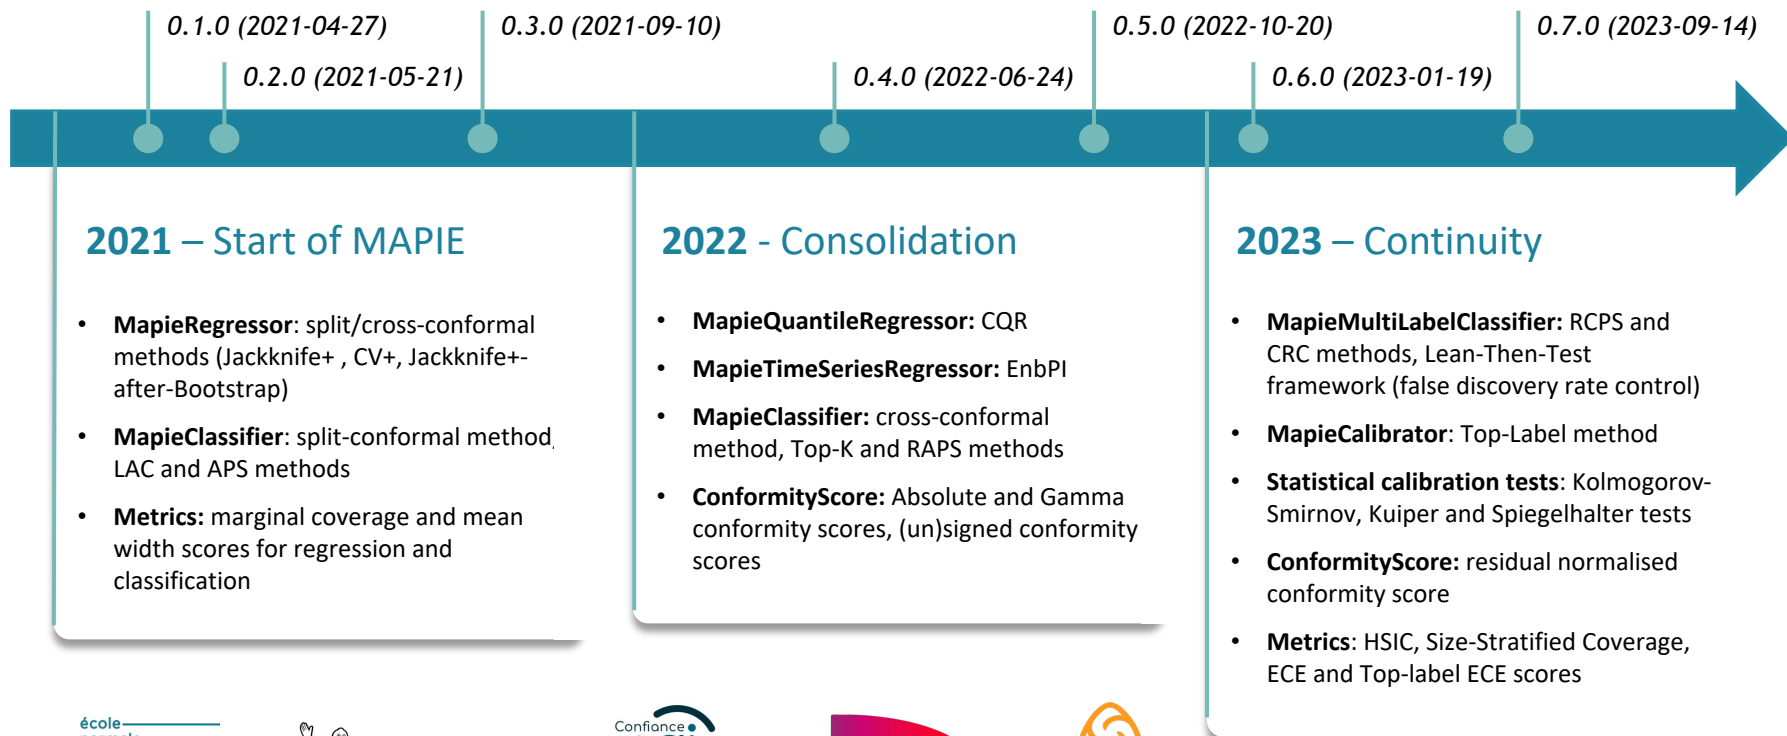 0.1.0 (2021-04-27)
0.3.0 (2021-09-10)
0.5.0 (2022-10-20)
0.7.0 (2023-09-14)
0.2.0 (2021-05-21)
0.4.0 (2022-06-24)
0.6.0 (2023-01-19)
2021 – Start of MAPIE
• MapieRegressor: split/cross-conformal
methods (Jackknife+ , CV+, Jackknife+-
after-Bootstrap)
• MapieClassifier: split-conformal method,
LAC and APS methods
• Metrics: marginal coverage and mean
width scores for regression and
classification
2022 - Consolidation
• MapieQuantileRegressor: CQR
• MapieTimeSeriesRegressor: EnbPI
• MapieClassifier: cross-conformal
method, Top-K and RAPS methods
• ConformityScore: Absolute and Gamma
conformity scores, (un)signed conformity
scores
2023 – Continuity
• MapieMultiLabelClassifier: RCPS and
CRC methods, Lean-Then-Test
framework (false discovery rate control)
• MapieCalibrator: Top-Label method
• Statistical calibration tests: Kolmogorov-
Smirnov, Kuiper and Spiegelhalter tests
• ConformityScore: residual normalised
conformity score
• Metrics: HSIC, Size-Stratified Coverage,
ECE and Top-label ECE scores
école
Confiance